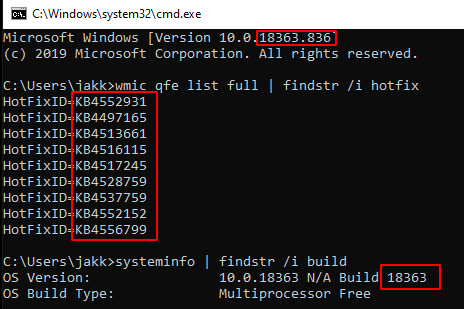 C:\Windows\system32\cmd.exe
Microsoft Windows [Version 10.0.18363.836]
(c) 2019 Microsoft Corporation. All rights reserved.
C:\Users\jakk>wmic qfe list full | findstr /i hotfix
HotFixID=KB4552931
HotFixID=KB4497165
HotFixID=KB4513661
HotFixID=KB4516115
HotFixID=KB4517245
HotFixID=KB4528759
HotFixID=KB4537759
HotFixID=KB4552152
HotFixID=KB4556799
C:\Users\jakk>systeminfo | findstr /i build
OS Version: 10.0.18363 N/A Build 18363
OS Build Type: Multiprocessor Free